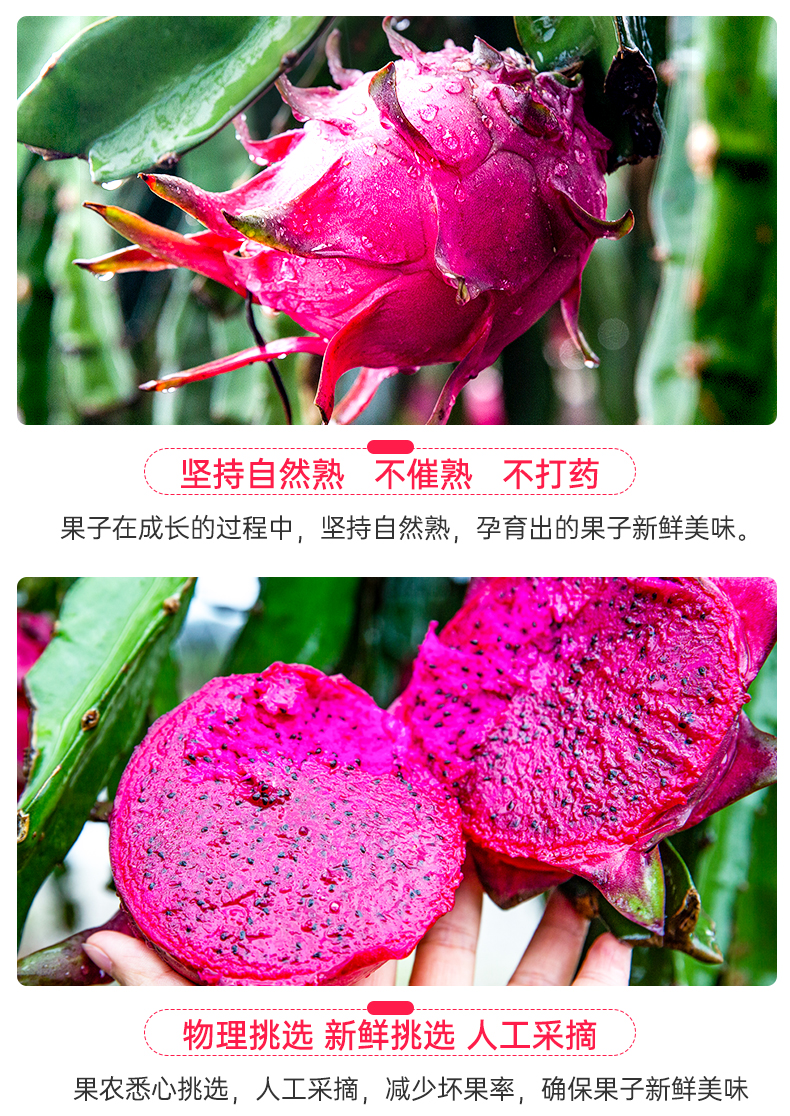 坚持自然熟 不催熟 不打药
果子在成长的过程中，坚持自然熟，孕育出的果子新鲜美味。
物理挑选 新鲜挑选 人工采摘
果农悉心挑选，人工采摘，减少坏果率，确保果子新鲜美味